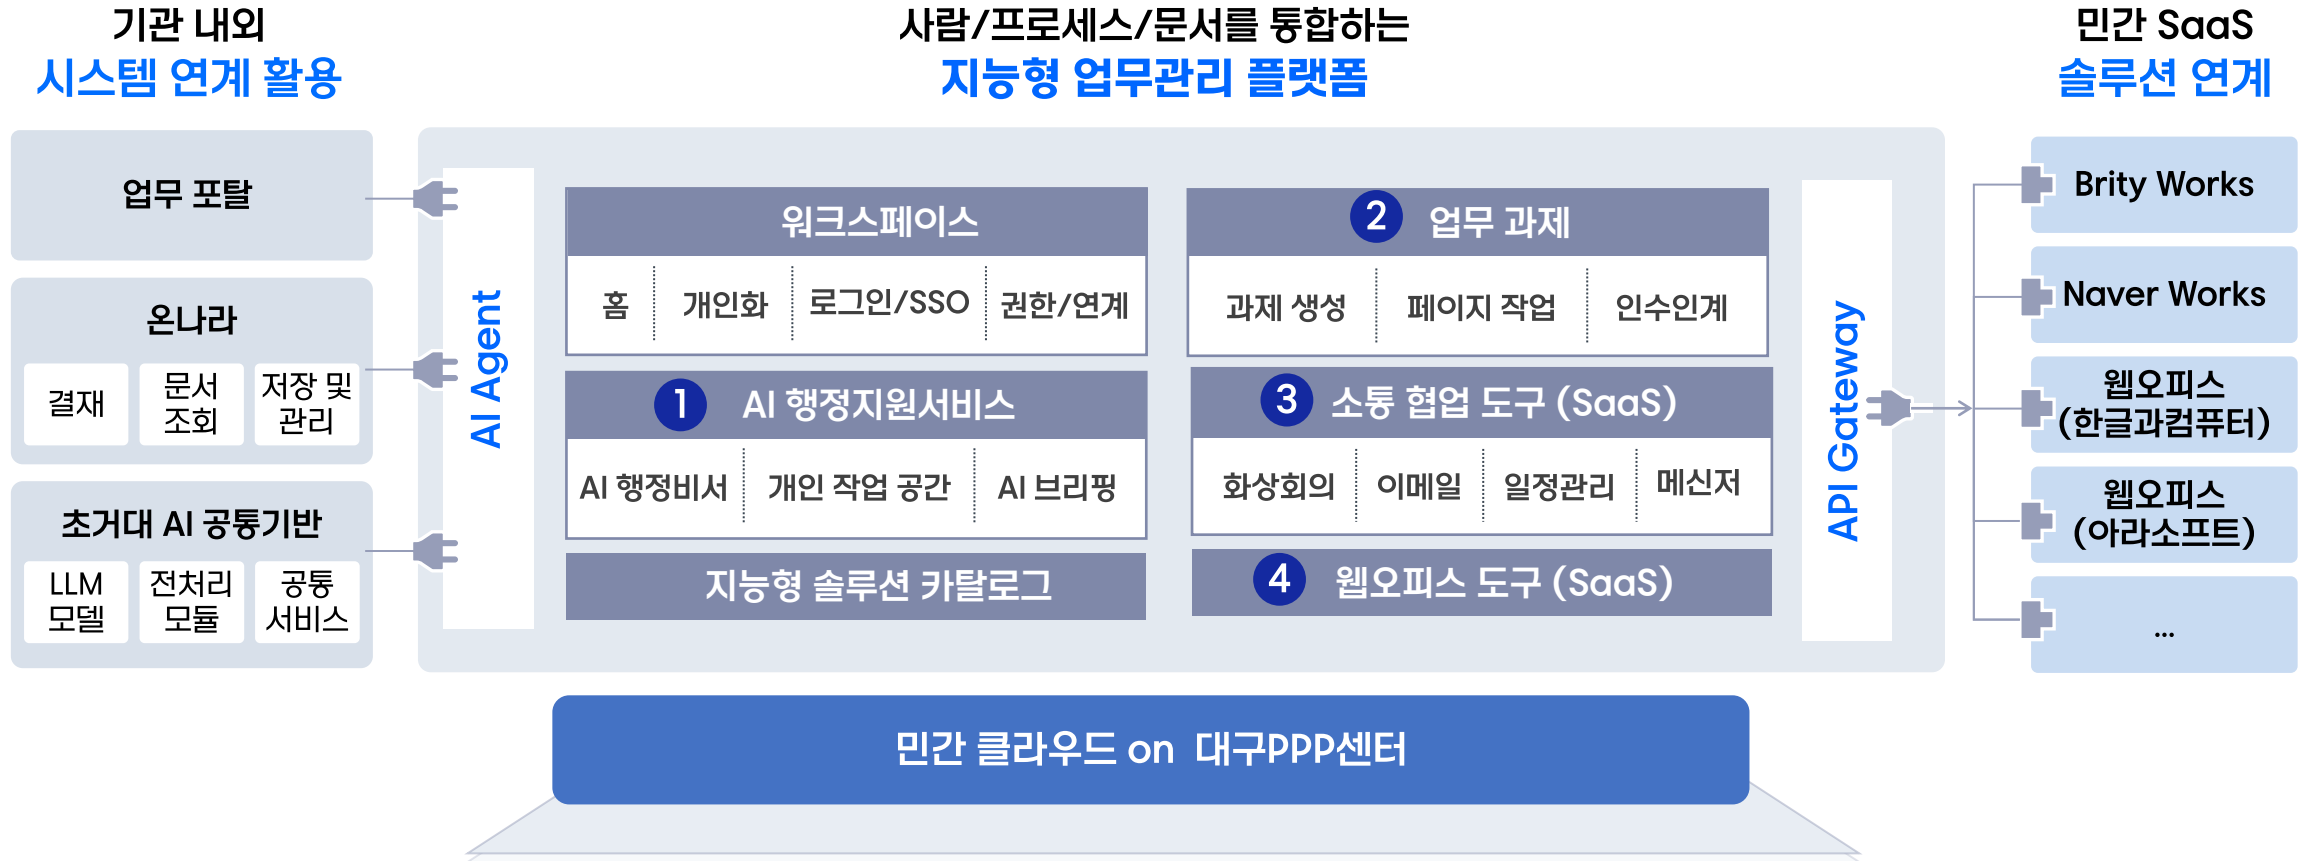 기관 내외
시스템 연계 활용
사람/프로세스/문서를 통합하는
지능형 업무관리 플랫폼
민간 SaaS
솔루션 연계
업무 포탈
온나라
결재
문서
조회
저장 및
관리
초거대 AI 공통기반
LLM
모델
전처리
모듈
공통
서비스
AI Agent
워크스페이스
홈
개인화
로그인/SSO
권한/연계
1 AI 행정지원서비스
AI 행정비서
개인 작업 공간
AI 브리핑
지능형 솔루션 카탈로그
2 업무 과제
과제 생성
페이지 작업
인수인계
3 소통 협업 도구 (SaaS)
화상회의
이메일
일정관리
메신저
4 웹오피스 도구 (SaaS)
API Gateway
Brity Works
Naver Works
웹오피스
(한글과컴퓨터)
웹오피스
(아라소프트)
...
민간 클라우드 on 대구PPP센터